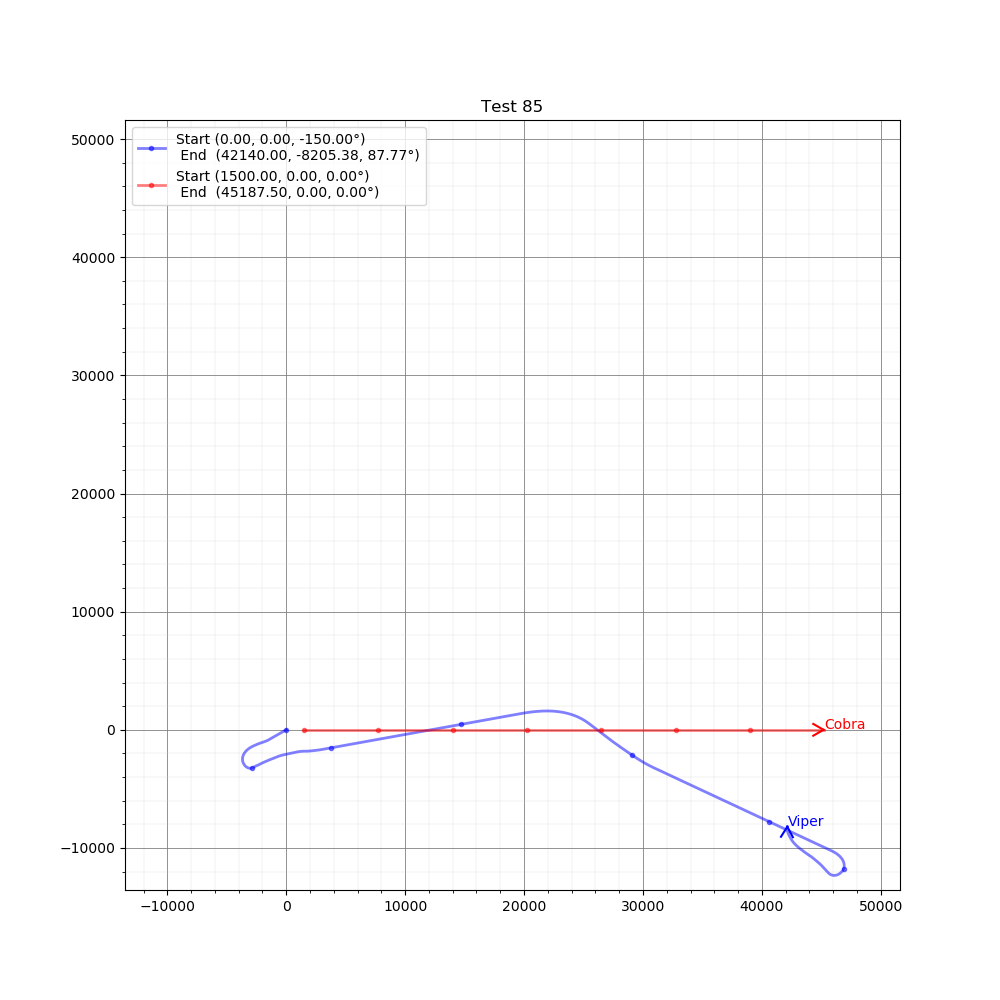 Test 85
Start (0.00, 0.00, -150.00°)
End  (42140.00, -8205.38, 87.77°)
Start (1500.00, 0.00, 0.00°)
End  (45187.50, 0.00, 0.00°)
50000
40000
30000
20000
10000
0
−10000
Cobra
Viper
−10000
0
10000
20000
30000
40000
50000